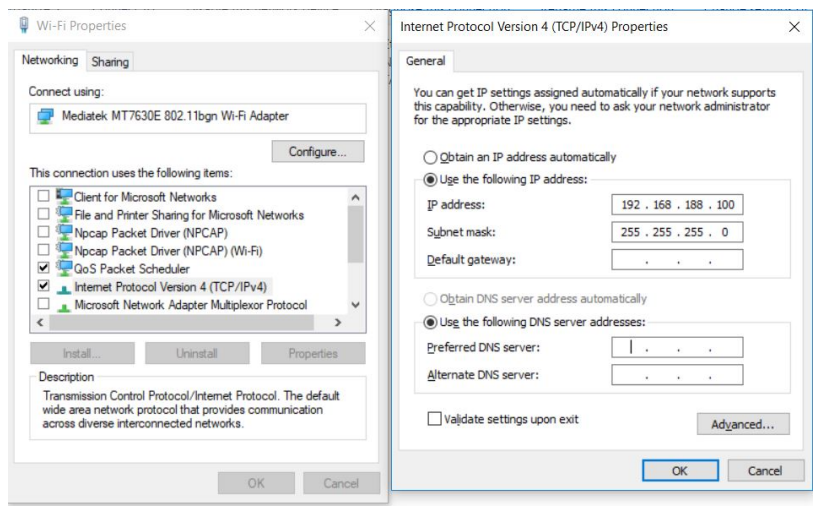 Wi-Fi Properties
Networking
Sharing
Connect using:
Mediatek MT7630E 802.11bgn Wi-Fi Adapter
Configure...
This connection uses the following items:
Client for Microsoft Networks
File and Printer Sharing for Microsoft Networks
Npcap Packet Driver (NPCAP)
Npcap Packet Driver (NPCAP) (Wi-Fi)
QoS Packet Scheduler
Internet Protocol Version 4 (TCP/IPv4)
Microsoft Network Adapter Multiplexor Protocol
Install...
Uninstall
Properties
Description
Transmission Control Protocol/Internet Protocol. The default
wide area network protocol that provides communication
across diverse interconnected networks.
OK
Cancel
Internet Protocol Version 4 (TCP/IPv4) Properties
General
You can get IP settings assigned automatically if your network supports
this capability. Otherwise, you need to ask your network administrator
for the appropriate IP settings.
Obtain an IP address automatically
Use the following IP address:
IP address: 192 . 168 . 188 . 100
Subnet mask: 255 . 255 . 255 . 0
Default gateway: . . .
Obtain DNS server address automatically
Use the following DNS server addresses:
Preferred DNS server: . . .
Alternate DNS server: . . .
Validate settings upon exit
Advanced...
OK
Cancel